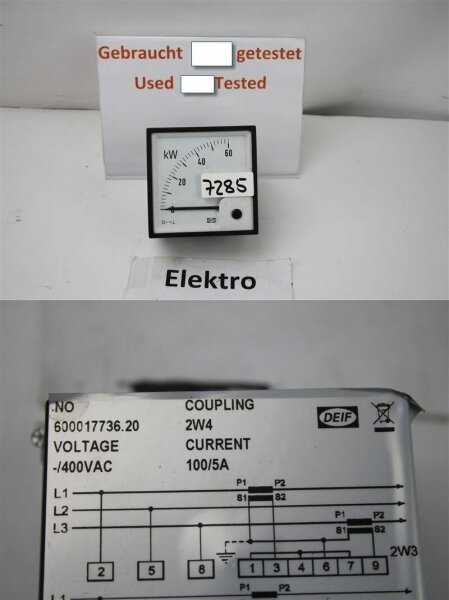 Gebraucht getestet
Used Tested
kW
20
40
60
0
7285
Elektro
NO COUPLING
600017736.20 2W4
VOLTAGE CURRENT
-/400VAC 100/5A
DEIF
L1 P1 P2
S1 S2
L2
L3 P1 P2
S1 S2
2W3
2 5 8 1 3 4 6 7 9
L1 P1 P2